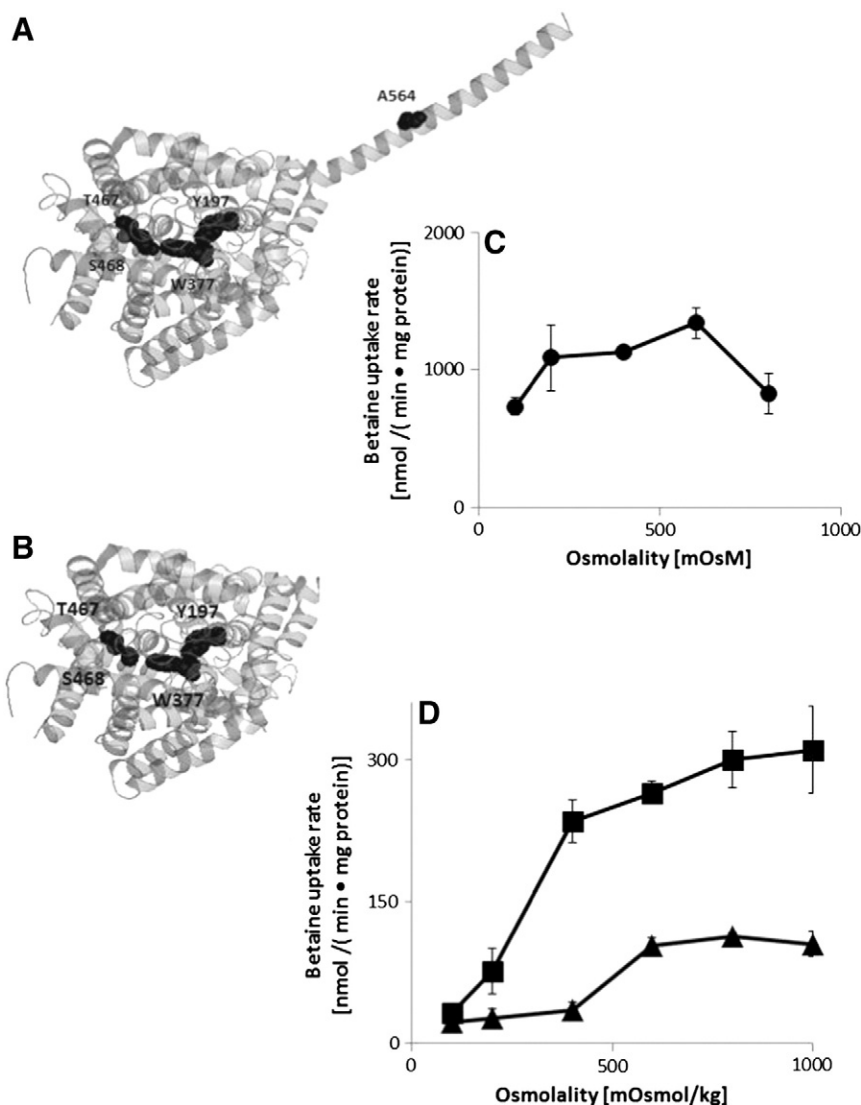 A
A564
T467
Y197
S468
W377
C
Betaine uptake rate
[nmol /( min • mg protein)]
2000
1000
0
0
500
1000
Osmolality [mOsM]
B
T467
Y197
S468
W377
D
Betaine uptake rate
[nmol /( min • mg protein)]
300
150
0
0
500
1000
Osmolality [mOsmol/kg]